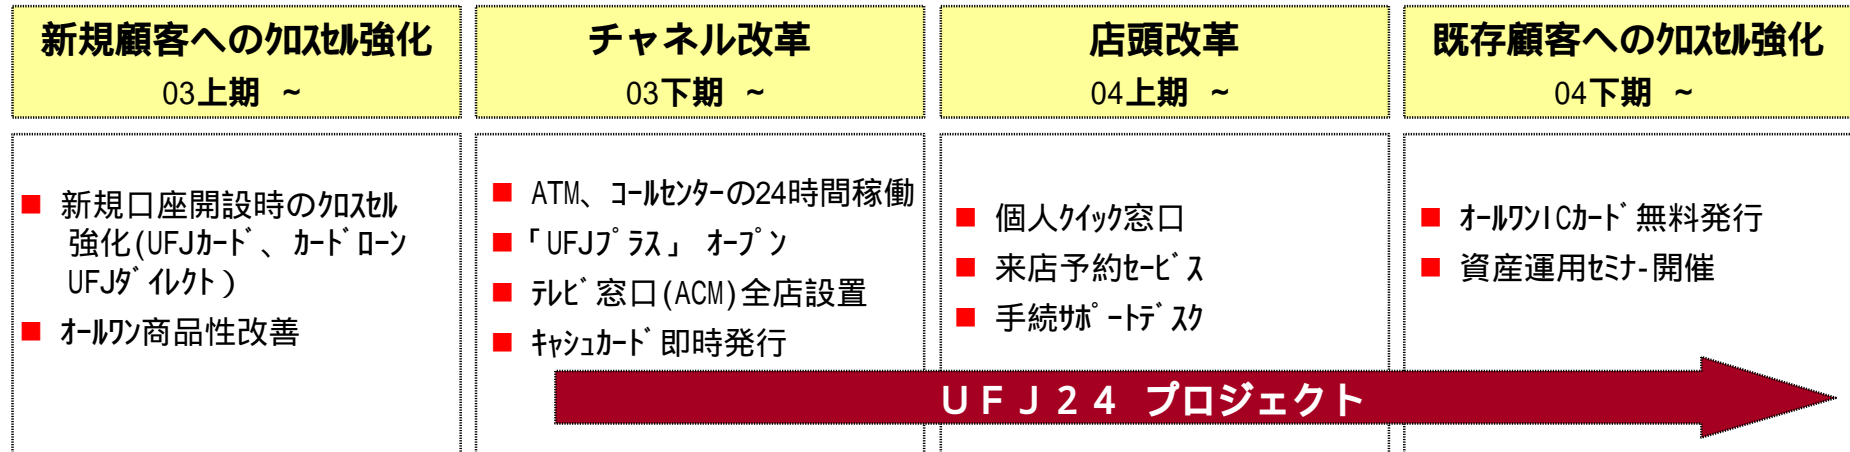 新規顧客へのｸﾛｽｾﾙ強化
03上期 ~
チャネル改革
03下期 ~
店頭改革
04上期 ~
既存顧客へのｸﾛｽｾﾙ強化
04下期 ~
■ 新規口座開設時のｸﾛｽｾﾙ
強化(UFJｶｰﾄﾞ、ｶｰﾄﾞﾛｰﾝ
UFJﾀﾞｲﾚｸﾄ）
■ ｵｰﾙﾜﾝ商品性改善
■ ATM、ｺｰﾙｾﾝﾀｰの24時間稼働
■ 「UFJﾌﾟﾗｽ」 ｵｰﾌﾟﾝ
■ ﾃﾚﾋﾞ窓口(ACM)全店設置
■ ｷｬｼｭｶｰﾄﾞ即時発行
■ 個人ｸｲｯｸ窓口
■ 来店予約ｾｰﾋﾞｽ
■ 手続ｻﾎﾟｰﾄﾃﾞｽｸ
■ ｵｰﾙﾜﾝICｶｰﾄﾞ無料発行
■ 資産運用ｾﾐﾅ-開催
ＵＦＪ２４ プロジェクト